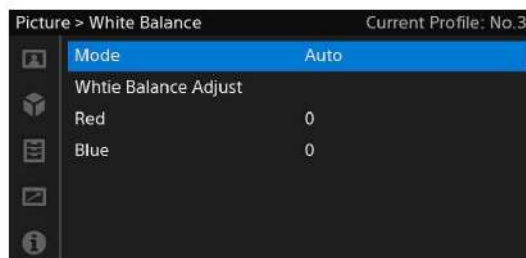 Picture > White Balance Current Profile: No.3
Mode Auto
Whtie Balance Adjust
Red 0
Blue 0